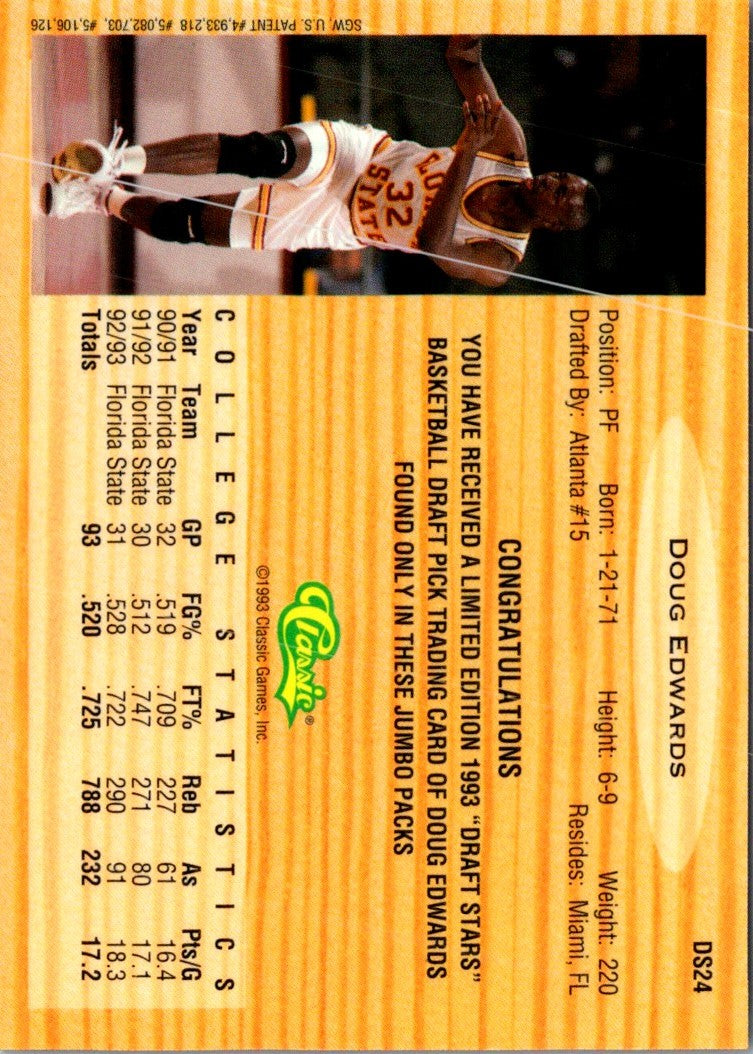 DS24
DOUG EDWARDS
Position: PF Born: 1-21-71 Height: 6-9 Weight: 220
Drafted By: Atlanta #15 Resides: Miami, FL
CONGRATULATIONS
YOU HAVE RECEIVED A LIMITED EDITION 1993 "DRAFT STARS"
BASKETBALL DRAFT PICK TRADING CARD OF DOUG EDWARDS
FOUND ONLY IN THESE JUMBO PACKS
Classic®
©1993 Classic Games, Inc.
COLLEGE STATISTICS
Year Team GP FG% FT% Reb As Pts/G
90/91 Florida State 32 .519 .709 227 61 16.4
91/92 Florida State 30 .512 .747 271 80 17.1
92/93 Florida State 31 .528 .722 290 91 18.3
Totals 93 .520 .725 788 232 17.2
STATE
32
SGW, U.S. PATENT #4,933,218 #5,082,703, #5,106,126